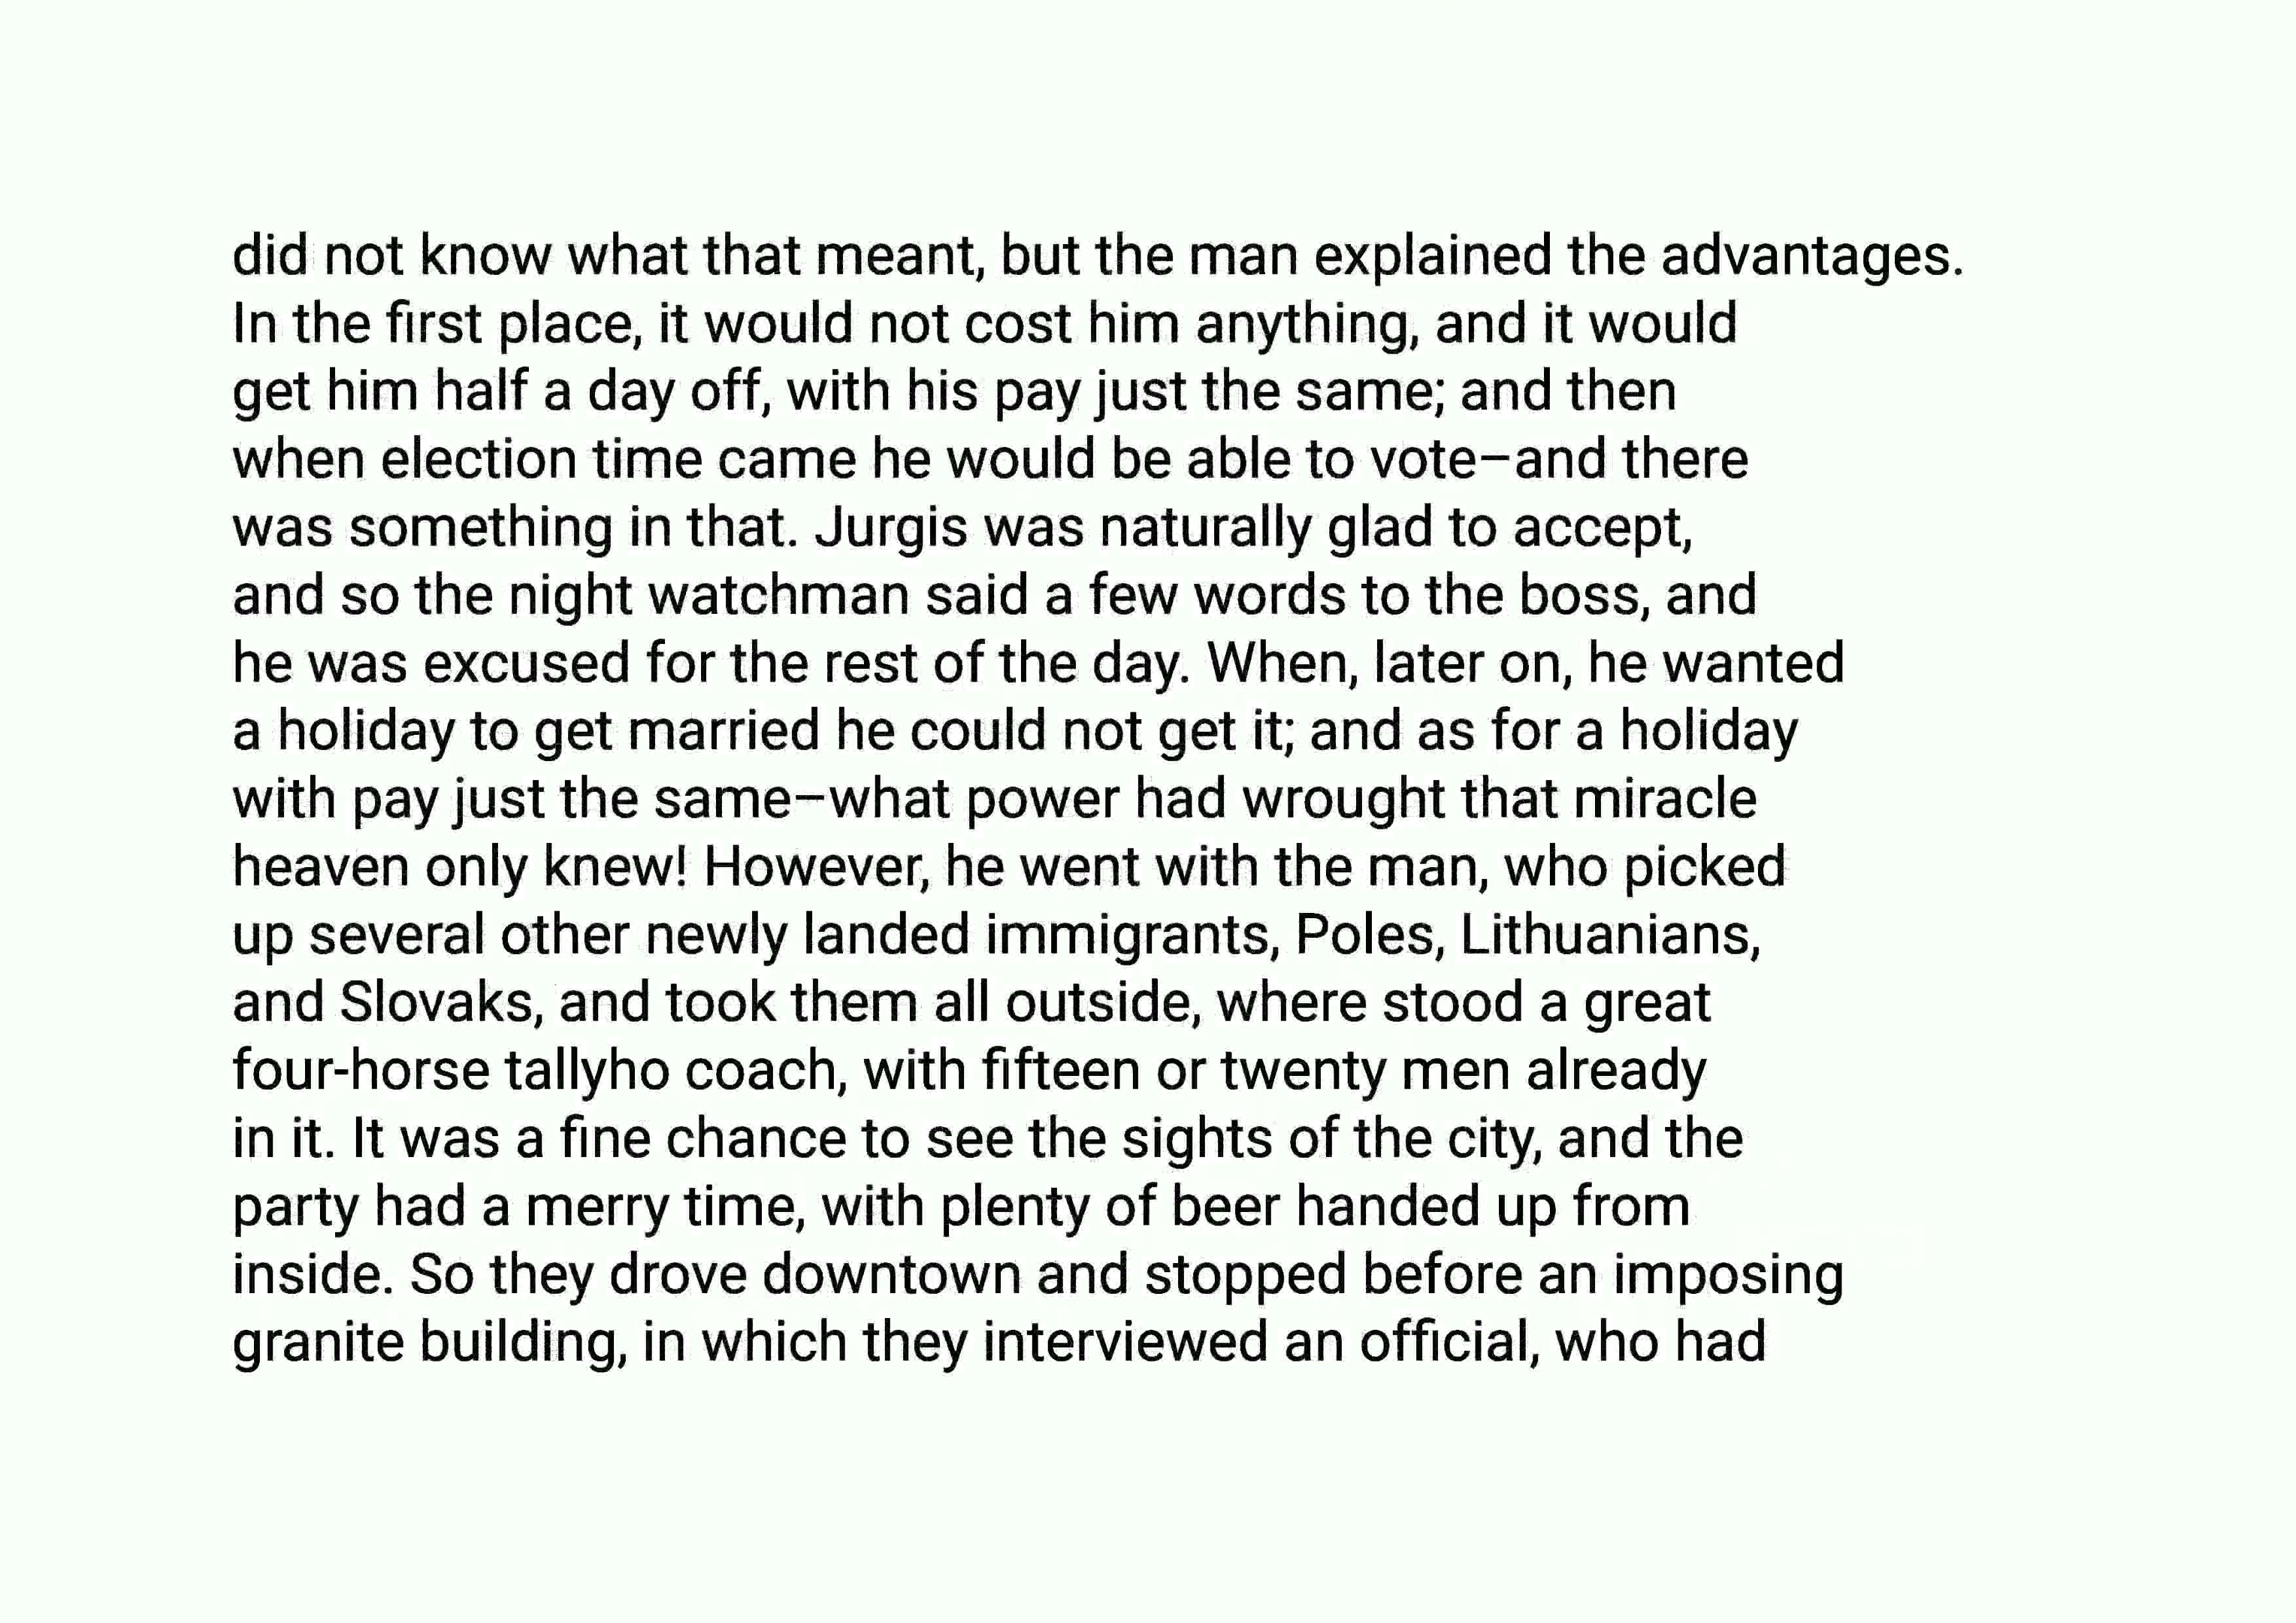 did not know what that meant, but the man explained the advantages.
In the first place, it would not cost him anything, and it would
get him half a day off, with his pay just the same; and then
when election time came he would be able to vote–and there
was something in that. Jurgis was naturally glad to accept,
and so the night watchman said a few words to the boss, and
he was excused for the rest of the day. When, later on, he wanted
a holiday to get married he could not get it; and as for a holiday
with pay just the same–what power had wrought that miracle
heaven only knew! However, he went with the man, who picked
up several other newly landed immigrants, Poles, Lithuanians,
and Slovaks, and took them all outside, where stood a great
four-horse tallyho coach, with fifteen or twenty men already
in it. It was a fine chance to see the sights of the city, and the
party had a merry time, with plenty of beer handed up from
inside. So they drove downtown and stopped before an imposing
granite building, in which they interviewed an official, who had